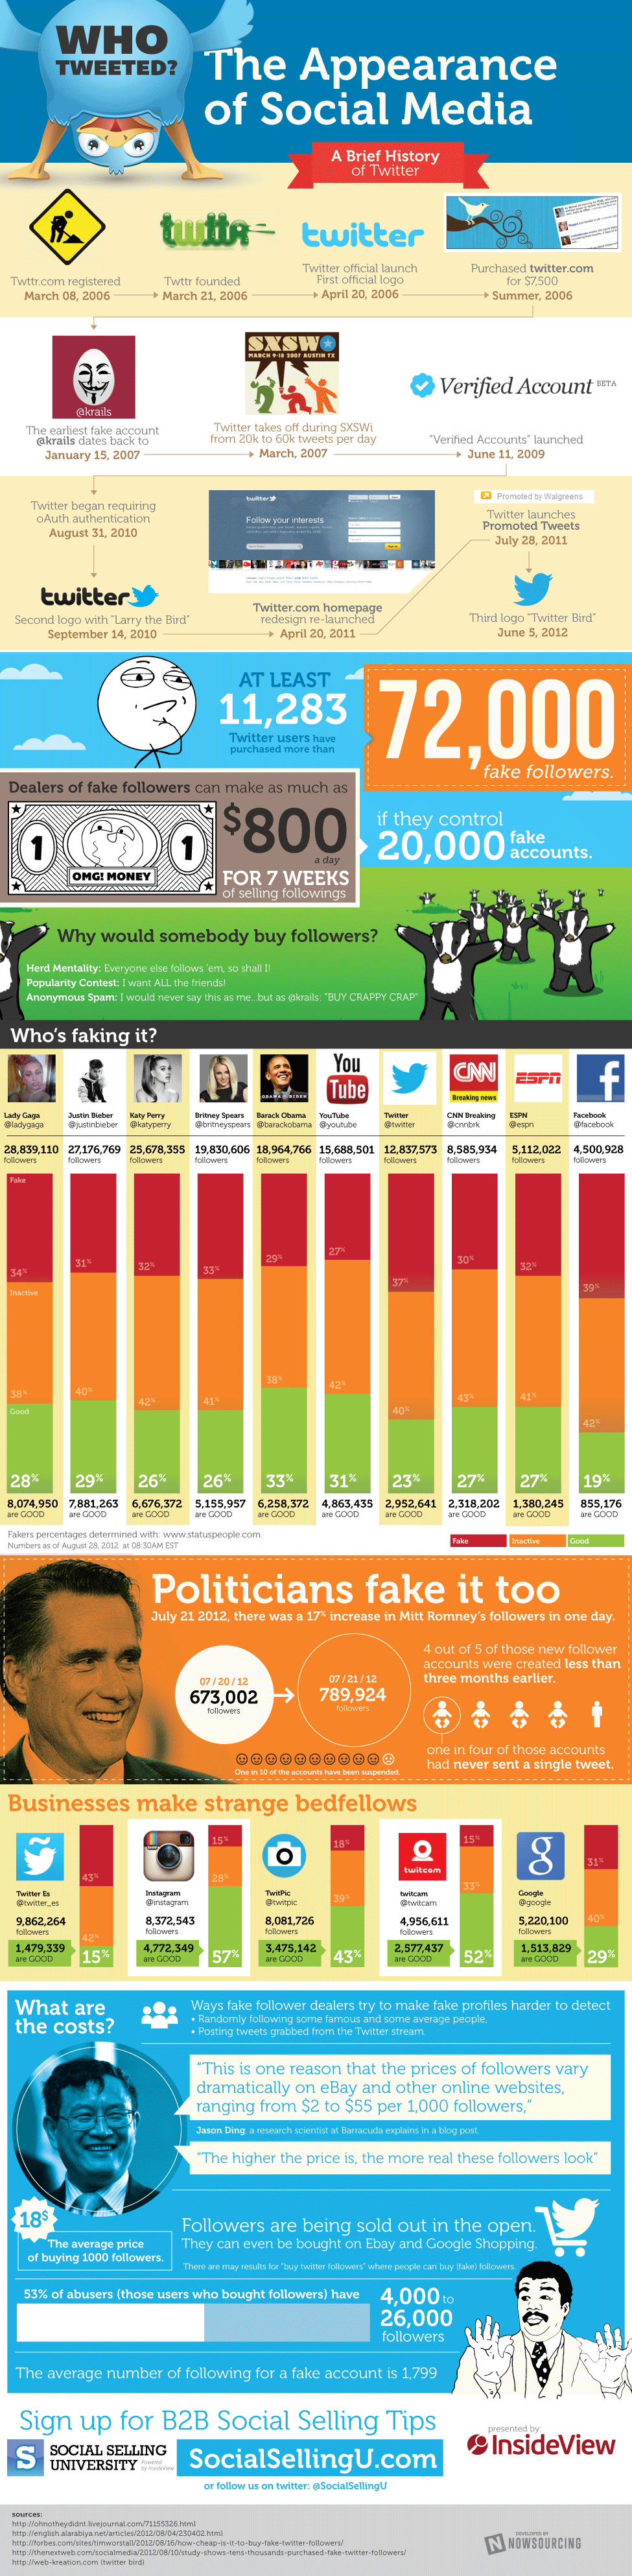 WHO
TWEETED?
The Appearance
of Social Media
A Brief History
of Twitter
twttr
twitter
Twttr.com registered
March 08, 2006
Twttr founded
March 21, 2006
Twitter official launch
First official logo
April 20, 2006
Purchased twitter.com
for $7,500
Summer, 2006
@krails
SXSW
MARCH 9-18 2007 AUSTIN TX
Verified Account BETA
The earliest fake account
@krails dates back to
January 15, 2007
Twitter takes off during SXSWi
from 20k to 60k tweets per day
March, 2007
"Verified Accounts" launched
June 11, 2009
Twitter began requiring
oAuth authentication
August 31, 2010
twitter
Second logo with "Larry the Bird"
September 14, 2010
twitter
Follow your interests
Twitter.com homepage
redesign re-launched
April 20, 2011
Promoted by Walgreens
Twitter launches
Promoted Tweets
July 28, 2011
Third logo "Twitter Bird"
June 5, 2012
AT LEAST
11,283
Twitter users have
purchased more than
72,000
fake followers.
Dealers of fake followers can make as much as
1
OMG! MONEY
1
$800
a day
FOR 7 WEEKS
of selling followings
if they control
20,000 fake
accounts.
Why would somebody buy followers?
Herd Mentality: Everyone else follows 'em, so shall I!
Popularity Contest: I want ALL the friends!
Anonymous Spam: I would never say this as me...but as @krails: "BUY CRAPPY CRAP"
Who's faking it?
OBAMA BIDEN
You
Tube
CNN
Breaking news
ESPN
f
Lady Gaga
@ladygaga
28,839,110
followers
Fake
34%
Inactive
38%
Good
28%
8,074,950
are GOOD
Justin Bieber
@justinbieber
27,176,769
followers
31%
40%
29%
7,881,263
are GOOD
Katy Perry
@katyperry
25,678,355
followers
32%
42%
26%
6,676,372
are GOOD
Britney Spears
@britneyspears
19,830,606
followers
33%
41%
26%
5,155,957
are GOOD
Barack Obama
@barackobama
18,964,766
followers
29%
38%
33%
6,258,372
are GOOD
YouTube
@youtube
15,688,501
followers
27%
42%
31%
4,863,435
are GOOD
Twitter
@twitter
12,837,573
followers
37%
40%
23%
2,952,641
are GOOD
CNN Breaking
@cnnbrk
8,585,934
followers
30%
43%
27%
2,318,202
are GOOD
ESPN
@espn
5,112,022
followers
32%
41%
27%
1,380,245
are GOOD
Facebook
@facebook
4,500,928
followers
39%
42%
19%
855,176
are GOOD
Fakers percentages determined with: www.statuspeople.com
Numbers as of August 28, 2012 at 08:30AM EST
Fake
Inactive
Good
Politicians fake it too
July 21 2012, there was a 17% increase in Mitt Romney's followers in one day.
07 / 20 / 12
673,002
followers
07 / 21 / 12
789,924
followers
One in 10 of the accounts have been suspended.
4 out of 5 of those new follower
accounts were created less than
three months earlier.
one in four of those accounts
had never sent a single tweet.
Businesses make strange bedfellows
Twitter Es
@twitter_es
9,862,264
followers
1,479,339
are GOOD
43%
42%
15%
Instagram
@instagram
8,372,543
followers
4,772,349
are GOOD
15%
28%
57%
TwitPic
@twitpic
8,081,726
followers
3,475,142
are GOOD
18%
39%
43%
twitcam
twitcam
@twitcam
4,956,611
followers
2,577,437
are GOOD
15%
33%
52%
g
Google
@google
5,220,100
followers
1,513,829
are GOOD
31%
40%
29%
What are
the costs?
Ways fake follower dealers try to make fake profiles harder to detect
• Randomly following some famous and some average people,
• Posting tweets grabbed from the Twitter stream.
"This is one reason that the prices of followers vary
dramatically on eBay and other online websites,
ranging from $2 to $55 per 1,000 followers,"
Jason Ding, a research scientist at Barracuda explains in a blog post.
"The higher the price is, the more real these followers look"
18$
The average price
of buying 1000 followers.
Followers are being sold out in the open.
They can even be bought on Ebay and Google Shopping.
There are may results for "buy twitter followers" where people can buy (fake) followers.
53% of abusers (those users who bought followers) have
4,000 to
26,000
followers
The average number of following for a fake account is 1,799
Sign up for B2B Social Selling Tips
S
SOCIAL SELLING
UNIVERSITY Powered
by InsideView
SocialSellingU.com
or follow us on twitter: @SocialSellingU
presented by:
InsideView
sources:
http://ohnotheydidnt.livejournal.com/71155326.html
http://english.alarabiya.net/articles/2012/08/04/230402.html
http://forbes.com/sites/timworstall/2012/08/16/how-cheap-is-it-to-buy-fake-twitter-followers/
http://thenextweb.com/socialmedia/2012/08/10/study-shows-tens-thousands-purchased-fake-twitter-followers/
http://web-kreation.com (twitter bird)
DEVELOPED BY
NOWSOURCING